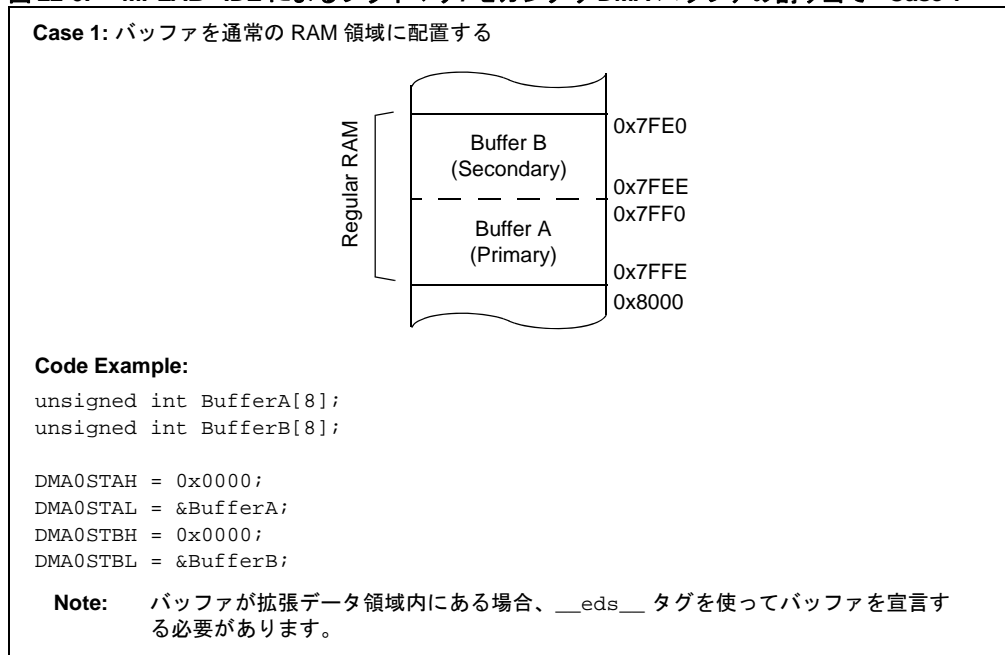 Case 1: バッファを通常の RAM 領域に配置する
Regular RAM
Buffer B
(Secondary)
Buffer A
(Primary)
0x7FE0
0x7FEE
0x7FF0
0x7FFE
0x8000
Code Example:
unsigned int BufferA[8];
unsigned int BufferB[8];
DMA0STAH = 0x0000;
DMA0STAL = &BufferA;
DMA0STBH = 0x0000;
DMA0STBL = &BufferB;
Note: バッファが拡張データ領域内にある場合、__eds__ タグを使ってバッファを宣言す
る必要があります。